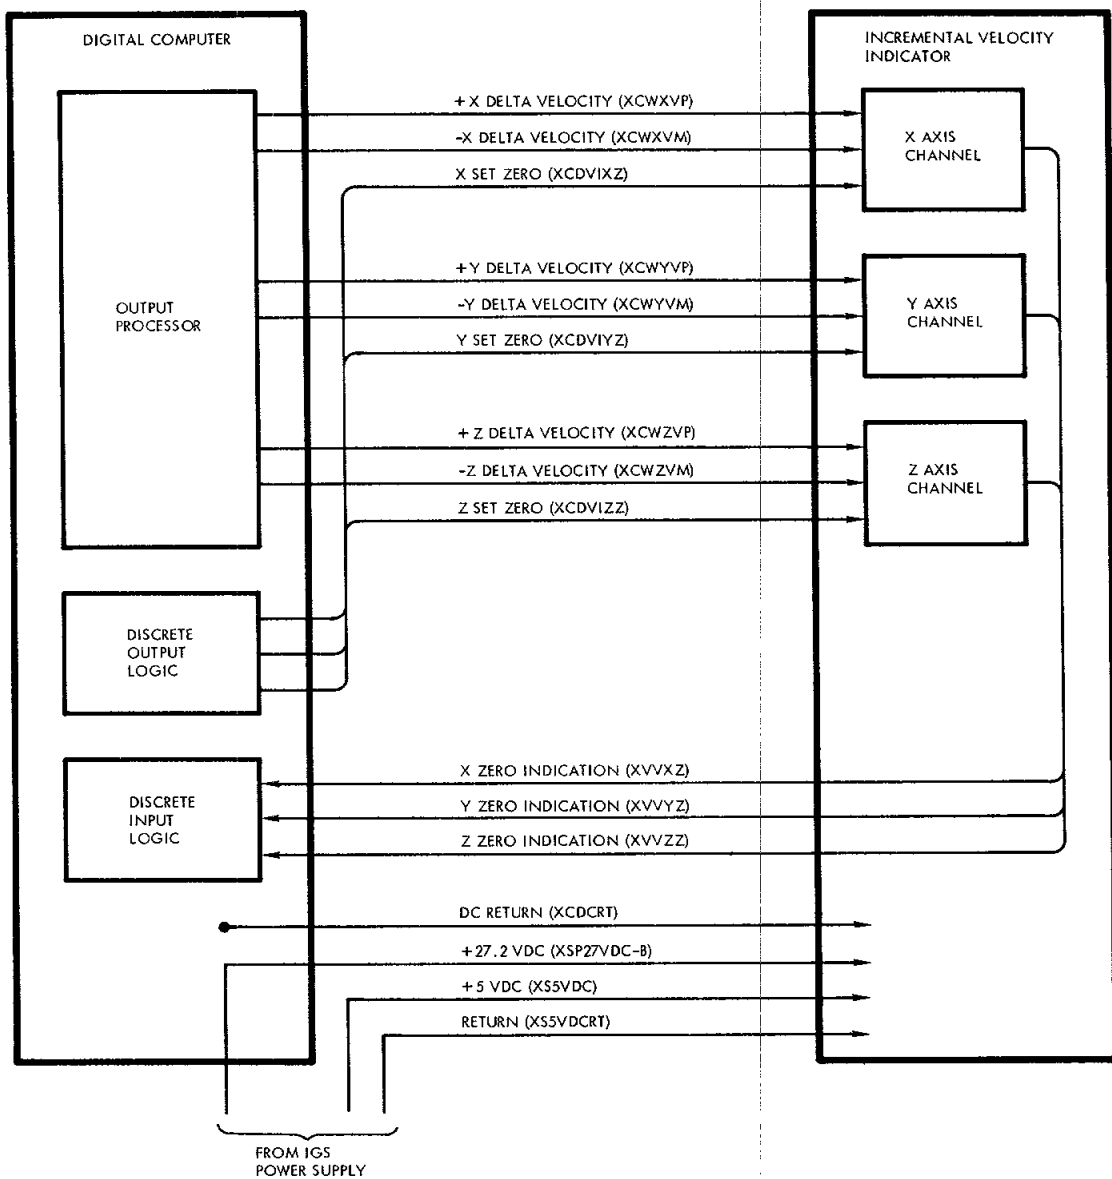 DIGITAL COMPUTER
INCREMENTAL VELOCITY
INDICATOR
OUTPUT
PROCESSOR
+X DELTA VELOCITY (XCWXVP)
-X DELTA VELOCITY (XCWXVM)
X SET ZERO (XCDVIXZ)
X AXIS
CHANNEL
+Y DELTA VELOCITY (XCWYVP)
-Y DELTA VELOCITY (XCWYVM)
Y SET ZERO (XCDVIYZ)
Y AXIS
CHANNEL
+Z DELTA VELOCITY (XCWZVP)
-Z DELTA VELOCITY (XCWZVM)
Z SET ZERO (XCDVIZZ)
Z AXIS
CHANNEL
DISCRETE
OUTPUT
LOGIC
DISCRETE
INPUT
LOGIC
X ZERO INDICATION (XVVXZ)
Y ZERO INDICATION (XVVYZ)
Z ZERO INDICATION (XVVZZ)
DC RETURN (XCDCRT)
+27.2 VDC (XSP27VDC-B)
+5 VDC (XS5VDC)
RETURN (XS5VDCRT)
FROM IGS
POWER SUPPLY